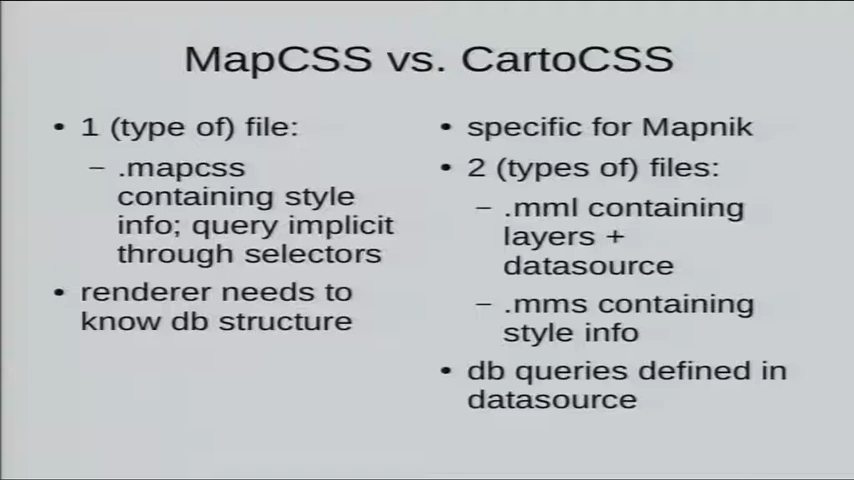 MapCSS vs. CartoCSS
• 1 (type of) file:
– .mapcss
containing style
info; query implicit
through selectors
• renderer needs to
know db structure
• specific for Mapnik
• 2 (types of) files:
– .mml containing
layers +
datasource
– .mms containing
style info
• db queries defined in
datasource